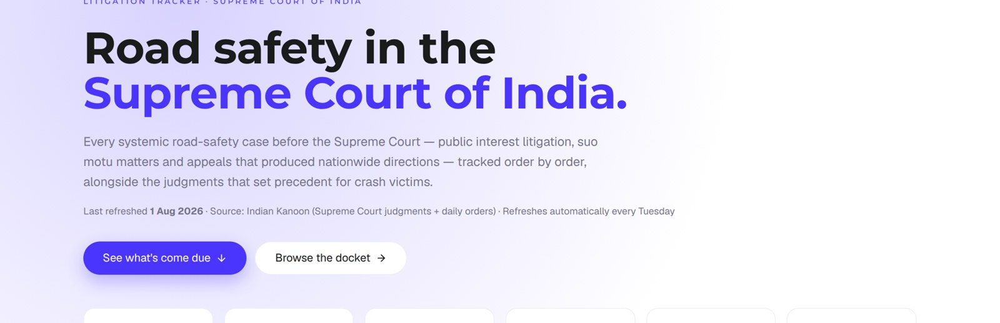 LITIGATION TRACKER · SUPREME COURT OF INDIA
Road safety in the
Supreme Court of India.
Every systemic road-safety case before the Supreme Court — public interest litigation, suo
motu matters and appeals that produced nationwide directions — tracked order by order,
alongside the judgments that set precedent for crash victims.
Last refreshed 1 Aug 2026 · Source: Indian Kanoon (Supreme Court judgments + daily orders) · Refreshes automatically every Tuesday
See what's come due ↓
Browse the docket →